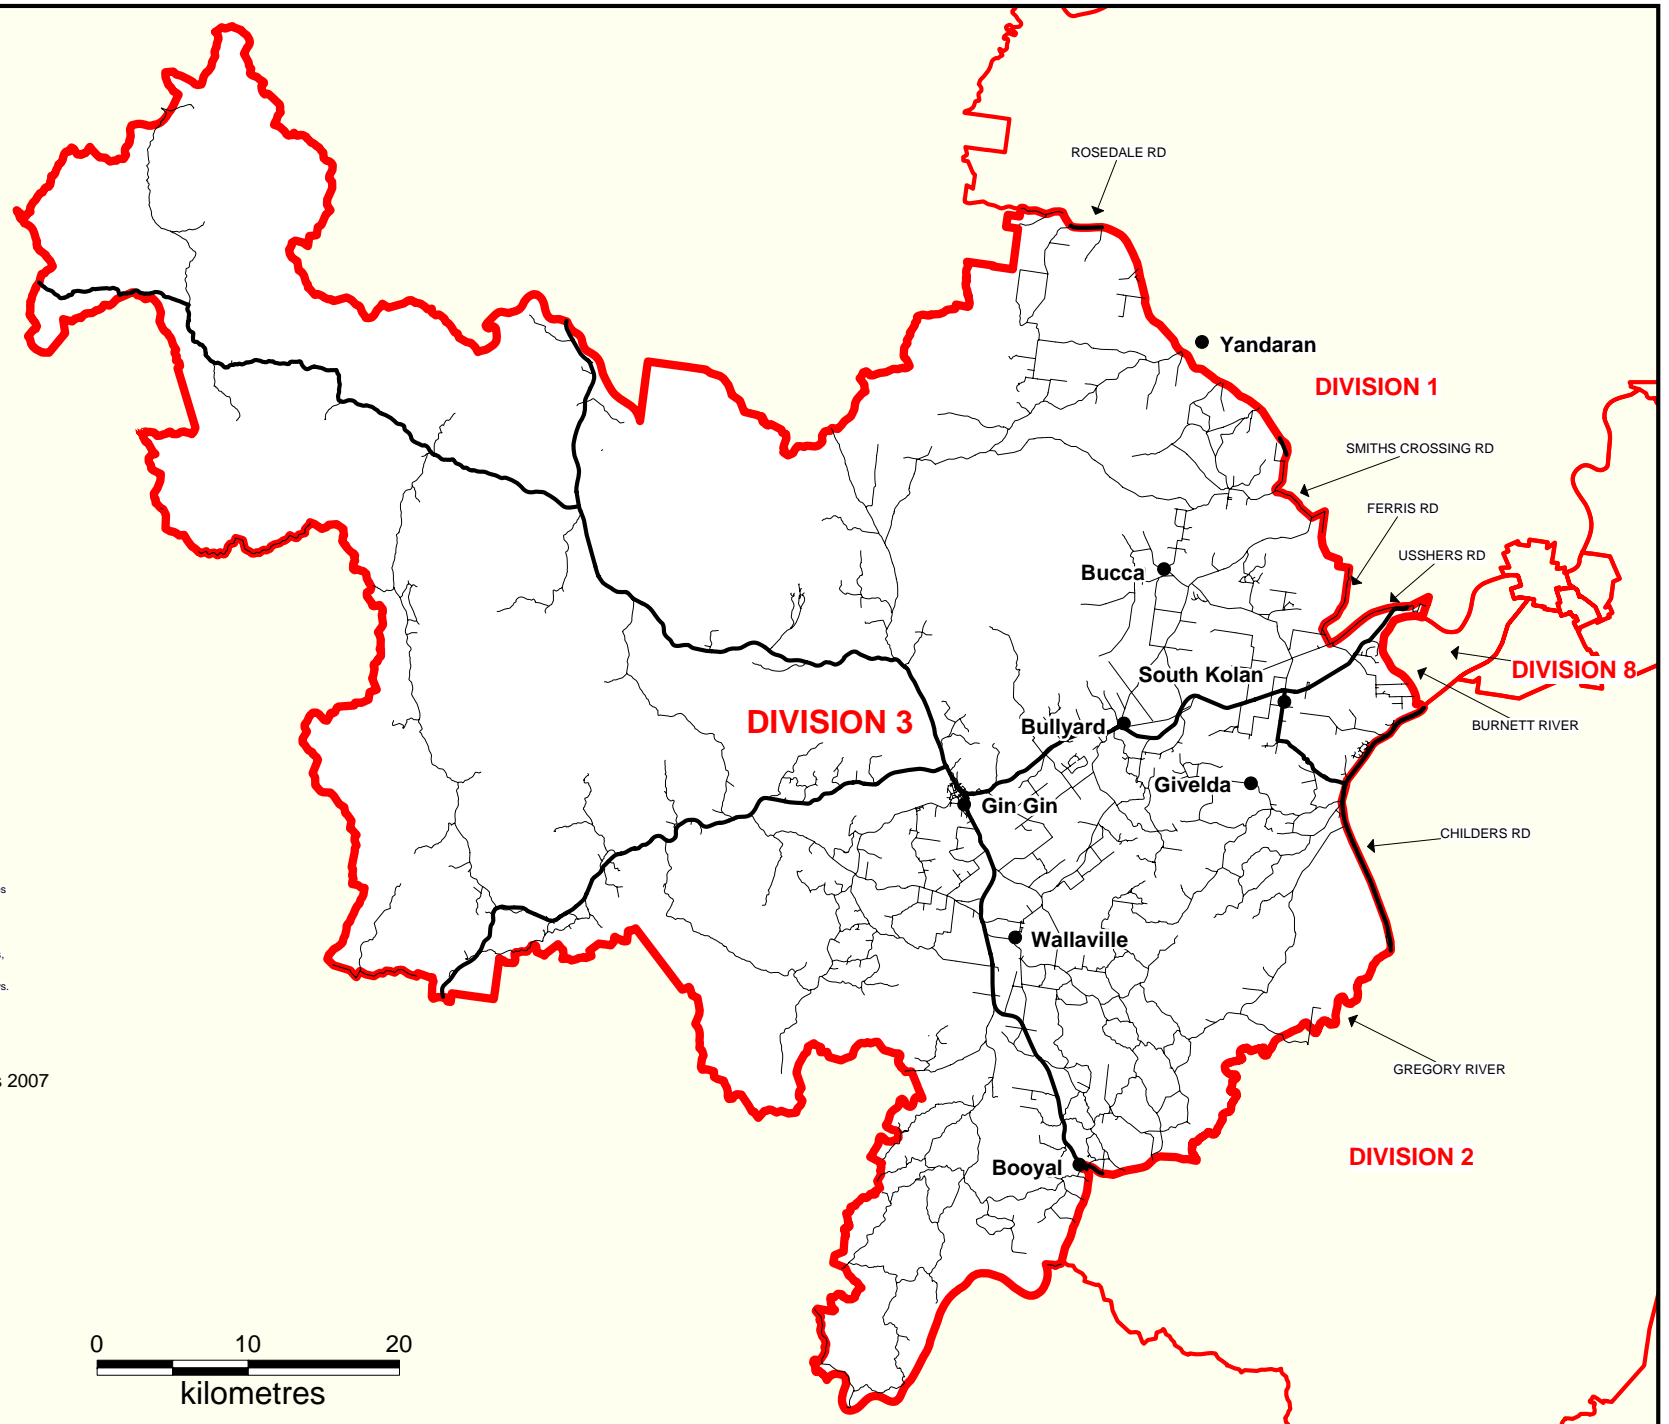 ROSEDALE RD
Yandaran
DIVISION 1
SMITHS CROSSING RD
FERRIS RD
USSHERS RD
Bucca
South Kolan
DIVISION 8
DIVISION 3
Bullyard
BURNETT RIVER
Givelda
Gin Gin
CHILDERS RD
Wallaville
GREGORY RIVER
2007
Booyal
DIVISION 2
0 10 20
kilometres